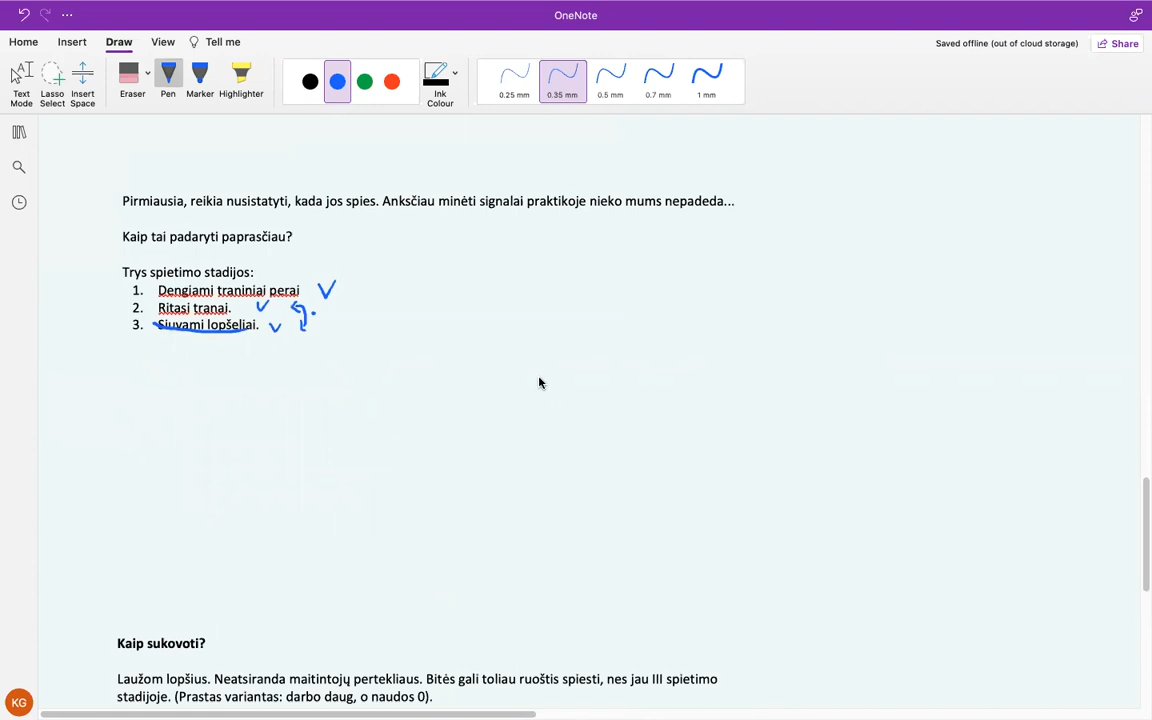 OneNote
Home Insert Draw View Tell me
Saved offline (out of cloud storage) Share
Text Mode
Lasso Select
Insert Space
Eraser
Pen
Marker
Highlighter
Ink Colour
0.25 mm
0.35 mm
0.5 mm
0.7 mm
1 mm
Pirmiausia, reikia nusistatyti, kada jos spies. Anksčiau minėti signalai praktikoje nieko mums nepadeda...
Kaip tai padaryti paprasčiau?
Trys spietimo stadijos:
1. Dengiami traniniai perai V
2. Ritasi tranai. V
3. Siuvami lopšeliai. V
Kaip sukovoti?
Laužom lopšius. Neatsiranda maitintojų pertekliaus. Bitės gali toliau ruoštis spiesti, nes jau III spietimo
stadijoje. (Prastas variantas: darbo daug, o naudos 0).
KG